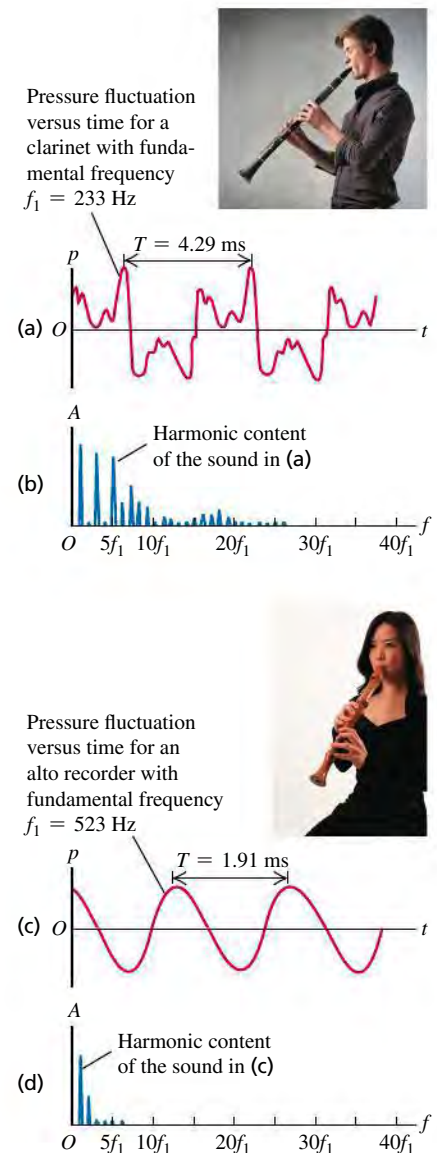 Pressure fluctuation
versus time for a
clarinet with funda-
mental frequency
f₁ = 233 Hz
p
T = 4.29 ms
(a)
O
t
A
Harmonic content
of the sound in (a)
(b)
f
O 5f₁ 10f₁ 20f₁ 30f₁ 40f₁
Pressure fluctuation
versus time for an
alto recorder with
fundamental frequency
f₁ = 523 Hz
p
T = 1.91 ms
(c)
O
t
A
Harmonic content
of the sound in (c)
(d)
f
O 5f₁ 10f₁ 20f₁ 30f₁ 40f₁